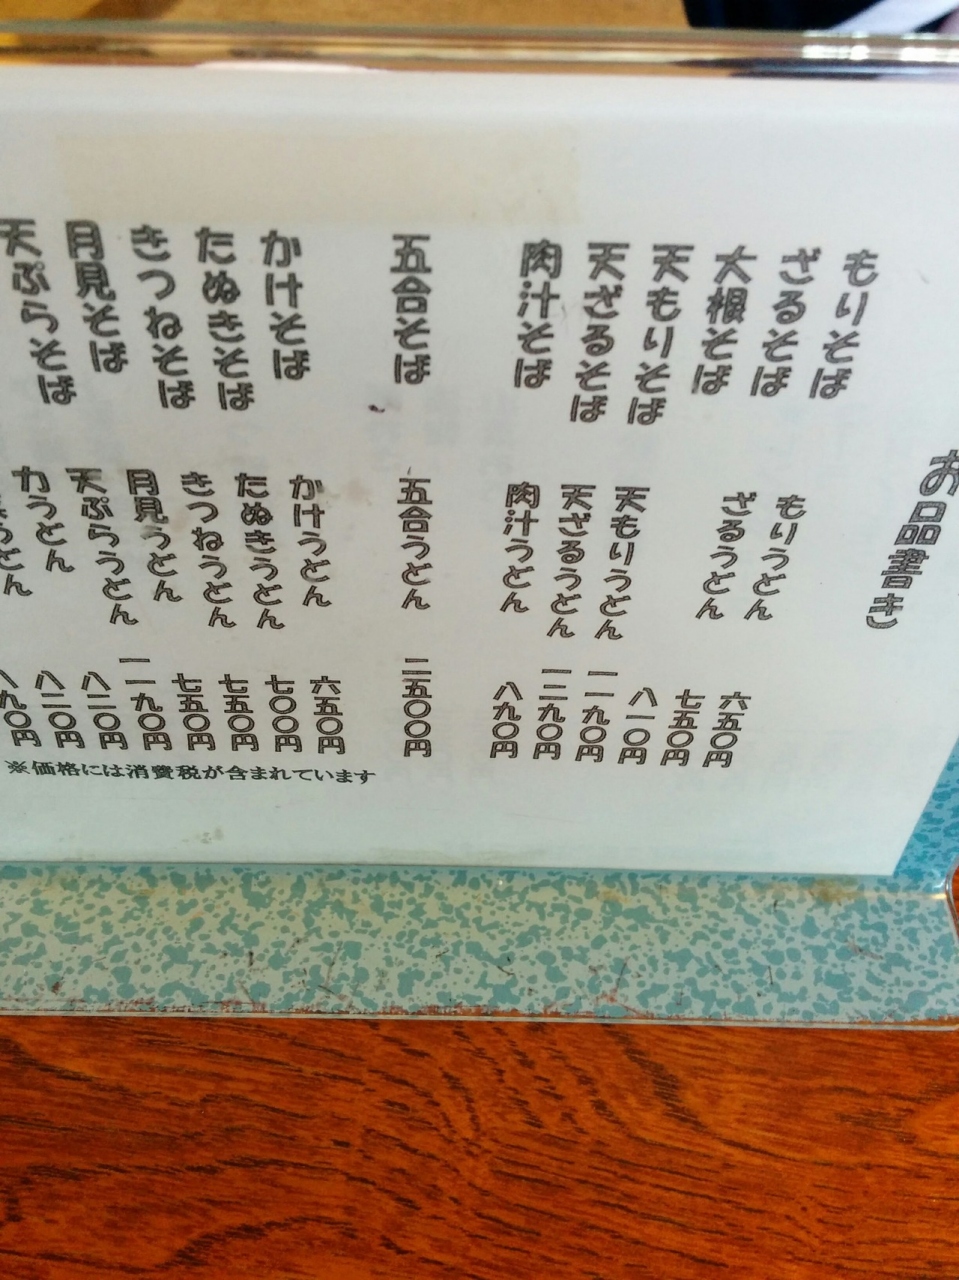 お品書き
もりそば もりうどん 六五〇円
ざるそば ざるうどん 七五〇円
大根そば 八一〇円
天もりそば 天もりうどん 一一九〇円
天ざるそば 天ざるうどん 一二九〇円
肉汁そば 肉汁うどん 八九〇円
五合そば 五合うどん 二五〇〇円
かけそば かけうどん 六五〇円
たぬきそば たぬきうどん 七〇〇円
きつねそば きつねうどん 七五〇円
月見そば 月見うどん 七五〇円
天ぷらそば 天ぷらうどん 一一九〇円
力うどん 八二〇円
うどん 八二〇円
八九〇円
※価格には消費税が含まれています